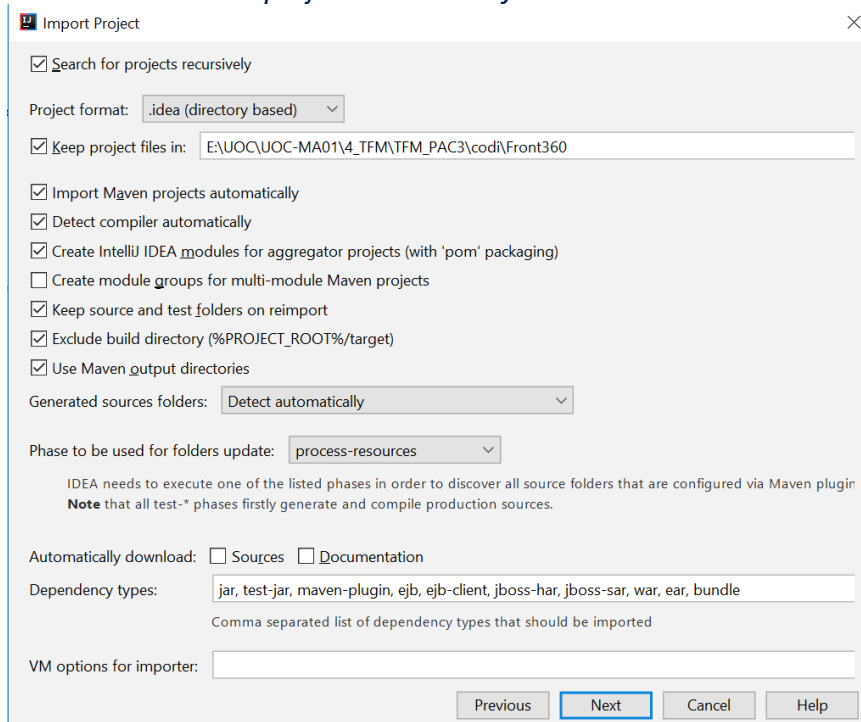 Import Project
Search for projects recursively
Project format: .idea (directory based)
Keep project files in: E:\UOC\UOC-MA01\4_TFM\TFM_PAC3\codi\Front360
Import Maven projects automatically
Detect compiler automatically
Create IntelliJ IDEA modules for aggregator projects (with 'pom' packaging)
Create module groups for multi-module Maven projects
Keep source and test folders on reimport
Exclude build directory (%PROJECT_ROOT%/target)
Use Maven output directories
Generated sources folders: Detect automatically
Phase to be used for folders update: process-resources
IDEA needs to execute one of the listed phases in order to discover all source folders that are configured via Maven plugin
Note that all test-* phases firstly generate and compile production sources.
Automatically download: Sources Documentation
Dependency types: jar, test-jar, maven-plugin, ejb, ejb-client, jboss-har, jboss-sar, war, ear, bundle
Comma separated list of dependency types that should be imported
VM options for importer:
Previous Next Cancel Help